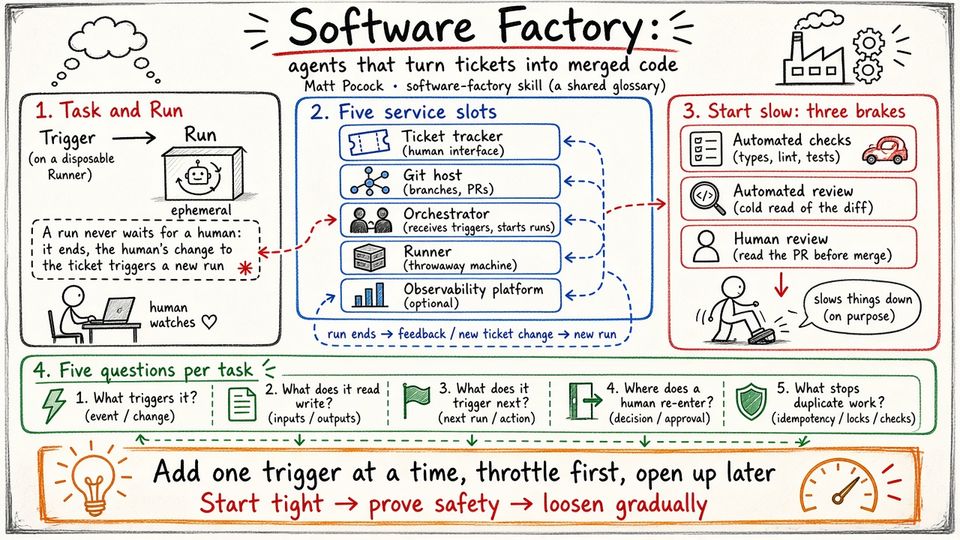 Software Factory:
agents that turn tickets into merged code
Matt Pocock • software-factory skill (a shared glossary)
1. Task and Run
Trigger → Run
(on a disposable
Runner)
ephemeral
A run never waits for a human:
it ends, the human's change to
the ticket triggers a new run
human
watches
2. Five service slots
Ticket tracker
(human interface)
Git host
(branches, PRs)
Orchestrator
(receives triggers, starts runs)
Runner
(throwaway machine)
Observability platform
(optional)
run ends → feedback / new ticket change → new run
3. Start slow: three brakes
Automated checks
(types, lint, tests)
Automated review
(cold read of the diff)
Human review
(read the PR before merge)
slows things down
(on purpose)
4. Five questions per task
1. What triggers it?
(event / change)
2. What does it read
write?
(inputs / outputs)
3. What does it
trigger next?
(next run / action)
4. Where does a
human re-enter?
(decision / approval)
5. What stops
duplicate work?
(idempotency / locks / checks)
Add one trigger at a time, throttle first, open up later
Start tight → prove safety → loosen gradually